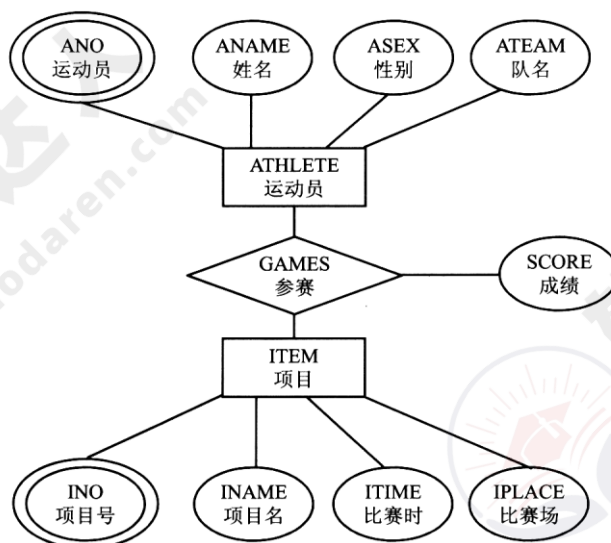 ANO
运动员
ANAME
姓名
ASEX
性别
ATEAM
队名
ATHLETE
运动员
GAMES
参赛
SCORE
成绩
ITEM
项目
INO
项目号
INAME
项目名
ITIME
比赛时
IPLACE
比赛场